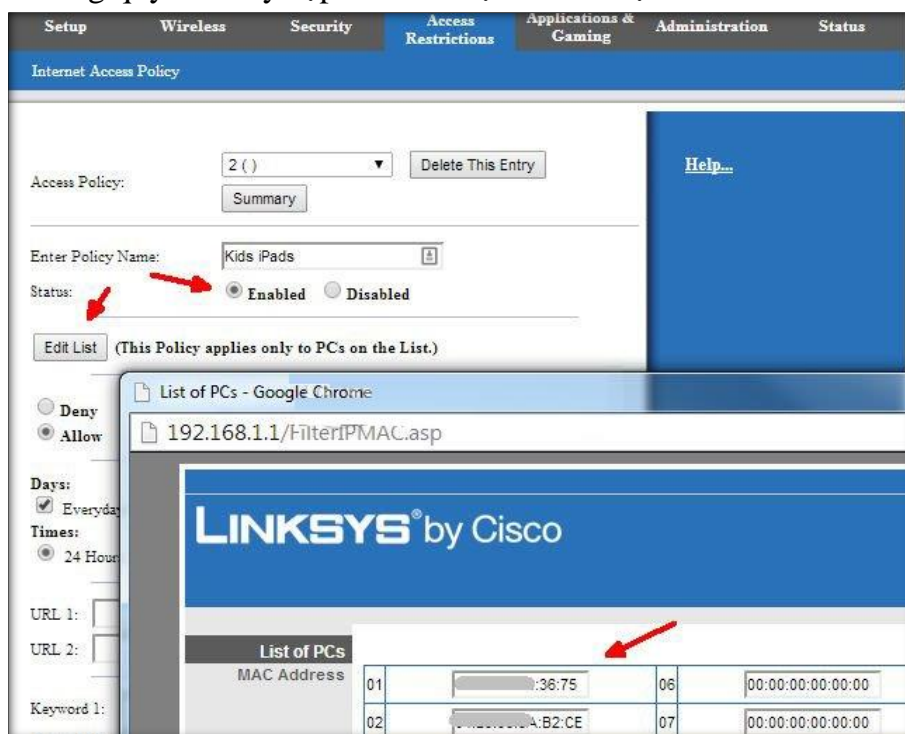 Setup Wireless Security Access Restrictions Applications & Gaming Administration Status
Internet Access Policy
Access Policy: 2 ( ) Delete This Entry
Summary
Help...
Enter Policy Name: Kids iPads
Status: Enabled Disabled
Edit List (This Policy applies only to PCs on the List.)
Deny
Allow
Days:
Everyday
Times:
24 Hour
URL 1:
URL 2:
Keyword 1:
List of PCs - Google Chrome
192.168.1.1/FilterIPMAC.asp
LINKSYS® by Cisco
List of PCs
MAC Address
01 :36:75 06 00:00:00:00:00:00
02 A:B2:CE 07 00:00:00:00:00:00